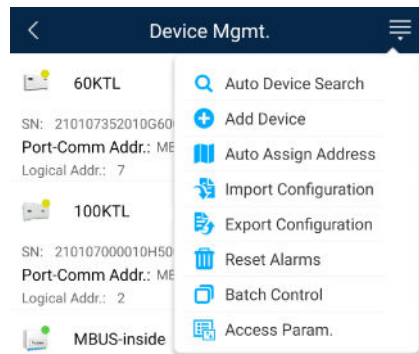 Device Mgmt.
60KTL
SN: 210107352010G60
Port-Comm Addr.: MB
Logical Addr.: 7
100KTL
SN: 210107000010H50
Port-Comm Addr.: MB
Logical Addr.: 2
MBUS-inside
Auto Device Search
Add Device
Auto Assign Address
Import Configuration
Export Configuration
Reset Alarms
Batch Control
Access Param.